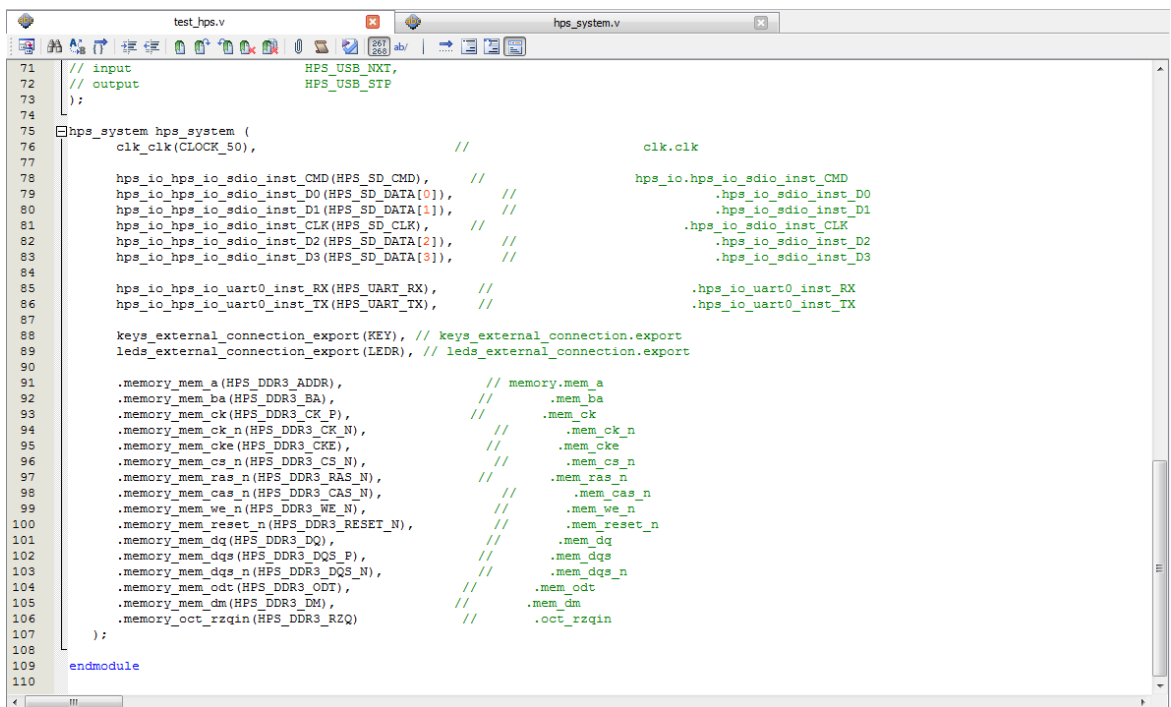 test_hps.v hps_system.v
267 268 ab/
71 // input HPS_USB_NXT,
72 // output HPS_USB_STP
73 );
74
75 hps_system hps_system (
76 clk_clk(CLOCK_50), // clk.clk
77
78 hps_io_hps_io_sdio_inst_CMD(HPS_SD_CMD), // hps_io.hps_io_sdio_inst_CMD
79 hps_io_hps_io_sdio_inst_D0(HPS_SD_DATA[0]), // .hps_io_sdio_inst_D0
80 hps_io_hps_io_sdio_inst_D1(HPS_SD_DATA[1]), // .hps_io_sdio_inst_D1
81 hps_io_hps_io_sdio_inst_CLK(HPS_SD_CLK), // .hps_io_sdio_inst_CLK
82 hps_io_hps_io_sdio_inst_D2(HPS_SD_DATA[2]), // .hps_io_sdio_inst_D2
83 hps_io_hps_io_sdio_inst_D3(HPS_SD_DATA[3]), // .hps_io_sdio_inst_D3
84
85 hps_io_hps_io_uart0_inst_RX(HPS_UART_RX), // .hps_io_uart0_inst_RX
86 hps_io_hps_io_uart0_inst_TX(HPS_UART_TX), // .hps_io_uart0_inst_TX
87
88 keys_external_connection_export(KEY), // keys_external_connection.export
89 leds_external_connection_export(LEDR), // leds_external_connection.export
90
91 .memory_mem_a(HPS_DDR3_ADDR), // memory.mem_a
92 .memory_mem_ba(HPS_DDR3_BA), // .mem_ba
93 .memory_mem_ck(HPS_DDR3_CK_P), // .mem_ck
94 .memory_mem_ck_n(HPS_DDR3_CK_N), // .mem_ck_n
95 .memory_mem_cke(HPS_DDR3_CKE), // .mem_cke
96 .memory_mem_cs_n(HPS_DDR3_CS_N), // .mem_cs_n
97 .memory_mem_ras_n(HPS_DDR3_RAS_N), // .mem_ras_n
98 .memory_mem_cas_n(HPS_DDR3_CAS_N), // .mem_cas_n
99 .memory_mem_we_n(HPS_DDR3_WE_N), // .mem_we_n
100 .memory_mem_reset_n(HPS_DDR3_RESET_N), // .mem_reset_n
101 .memory_mem_dq(HPS_DDR3_DQ), // .mem_dq
102 .memory_mem_dqs(HPS_DDR3_DQS_P), // .mem_dqs
103 .memory_mem_dqs_n(HPS_DDR3_DQS_N), // .mem_dqs_n
104 .memory_mem_odt(HPS_DDR3_ODT), // .mem_odt
105 .memory_mem_dm(HPS_DDR3_DM), // .mem_dm
106 .memory_oct_rzqin(HPS_DDR3_RZQ) // .oct_rzqin
107 );
108
109 endmodule
110